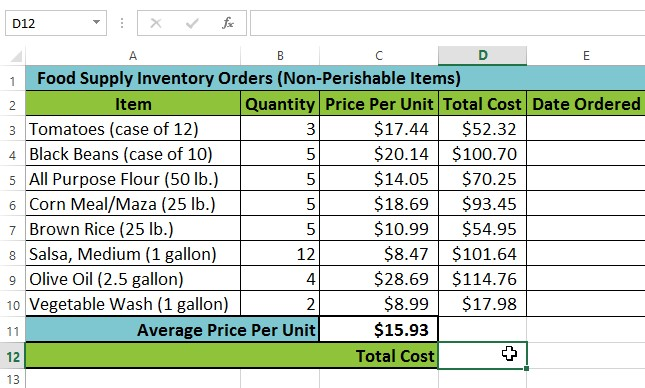 D12 fx
A B C D E
1 Food Supply Inventory Orders (Non-Perishable Items)
2 Item Quantity Price Per Unit Total Cost Date Ordered
3 Tomatoes (case of 12) 3 $17.44 $52.32
4 Black Beans (case of 10) 5 $20.14 $100.70
5 All Purpose Flour (50 lb.) 5 $14.05 $70.25
6 Corn Meal/Maza (25 lb.) 5 $18.69 $93.45
7 Brown Rice (25 lb.) 5 $10.99 $54.95
8 Salsa, Medium (1 gallon) 12 $8.47 $101.64
9 Olive Oil (2.5 gallon) 4 $28.69 $114.76
10 Vegetable Wash (1 gallon) 2 $8.99 $17.98
11 Average Price Per Unit $15.93
12 Total Cost
13